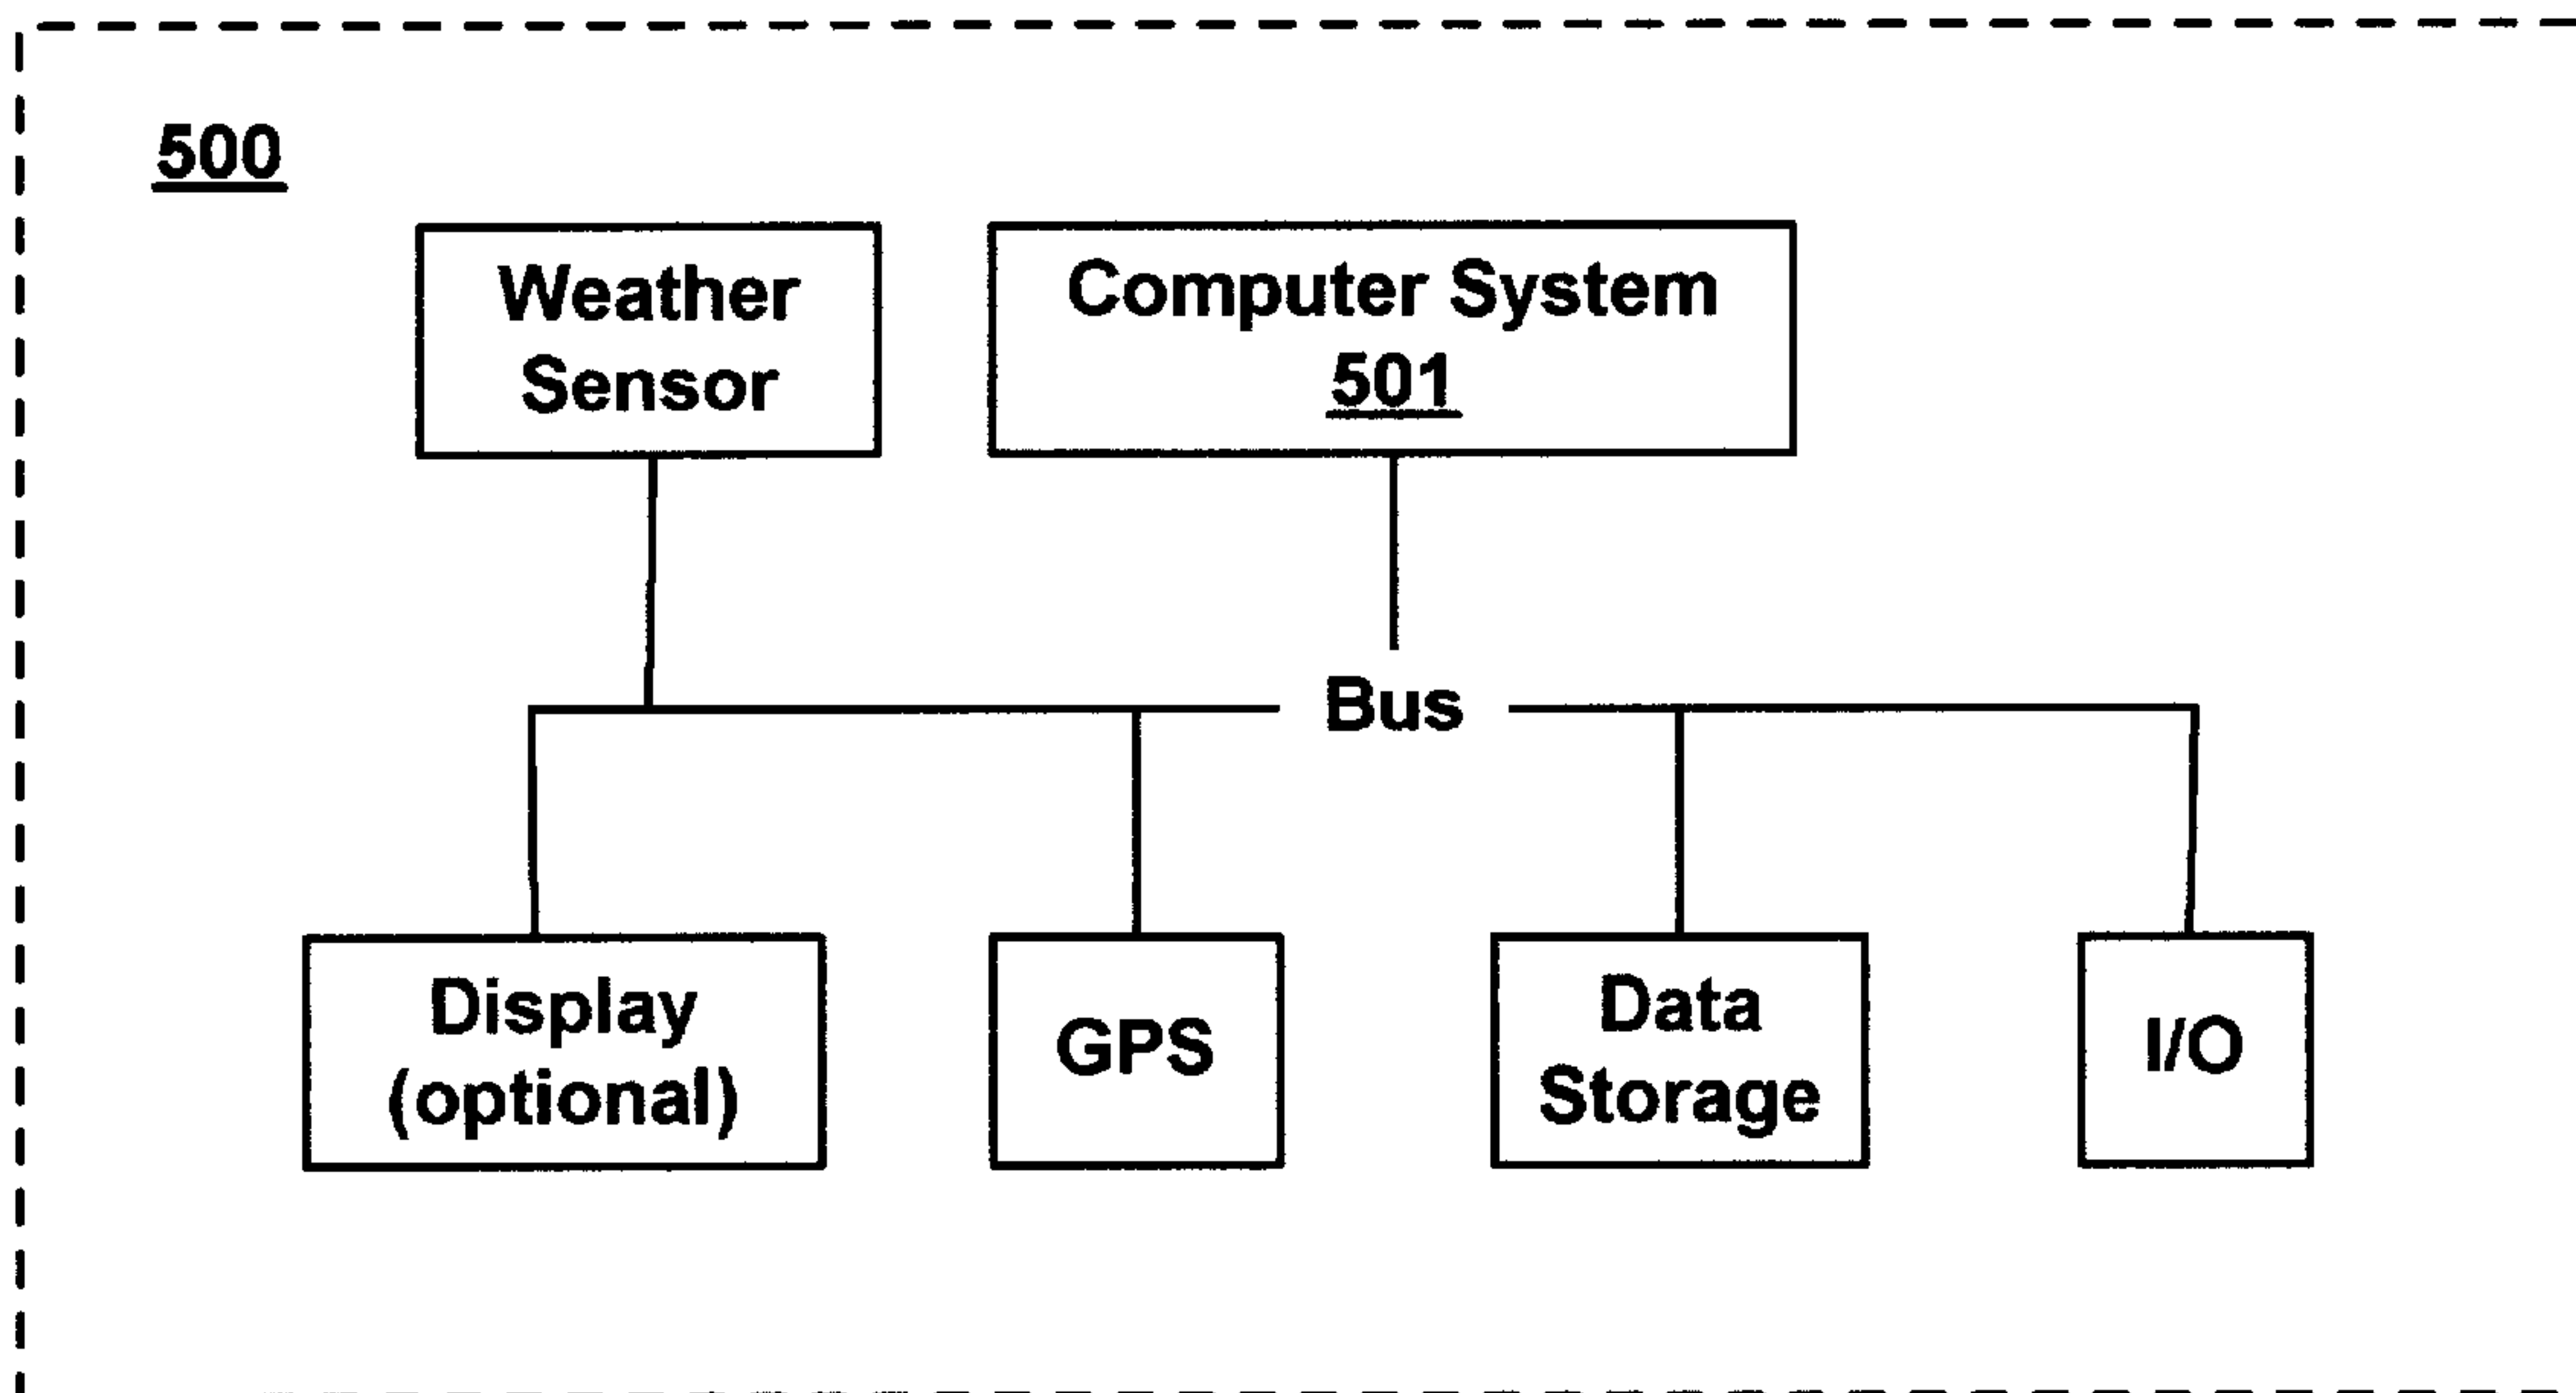 500
Weather
Sensor
Computer System
501
Bus
Display
(optional)
GPS
Data
Storage
I/O